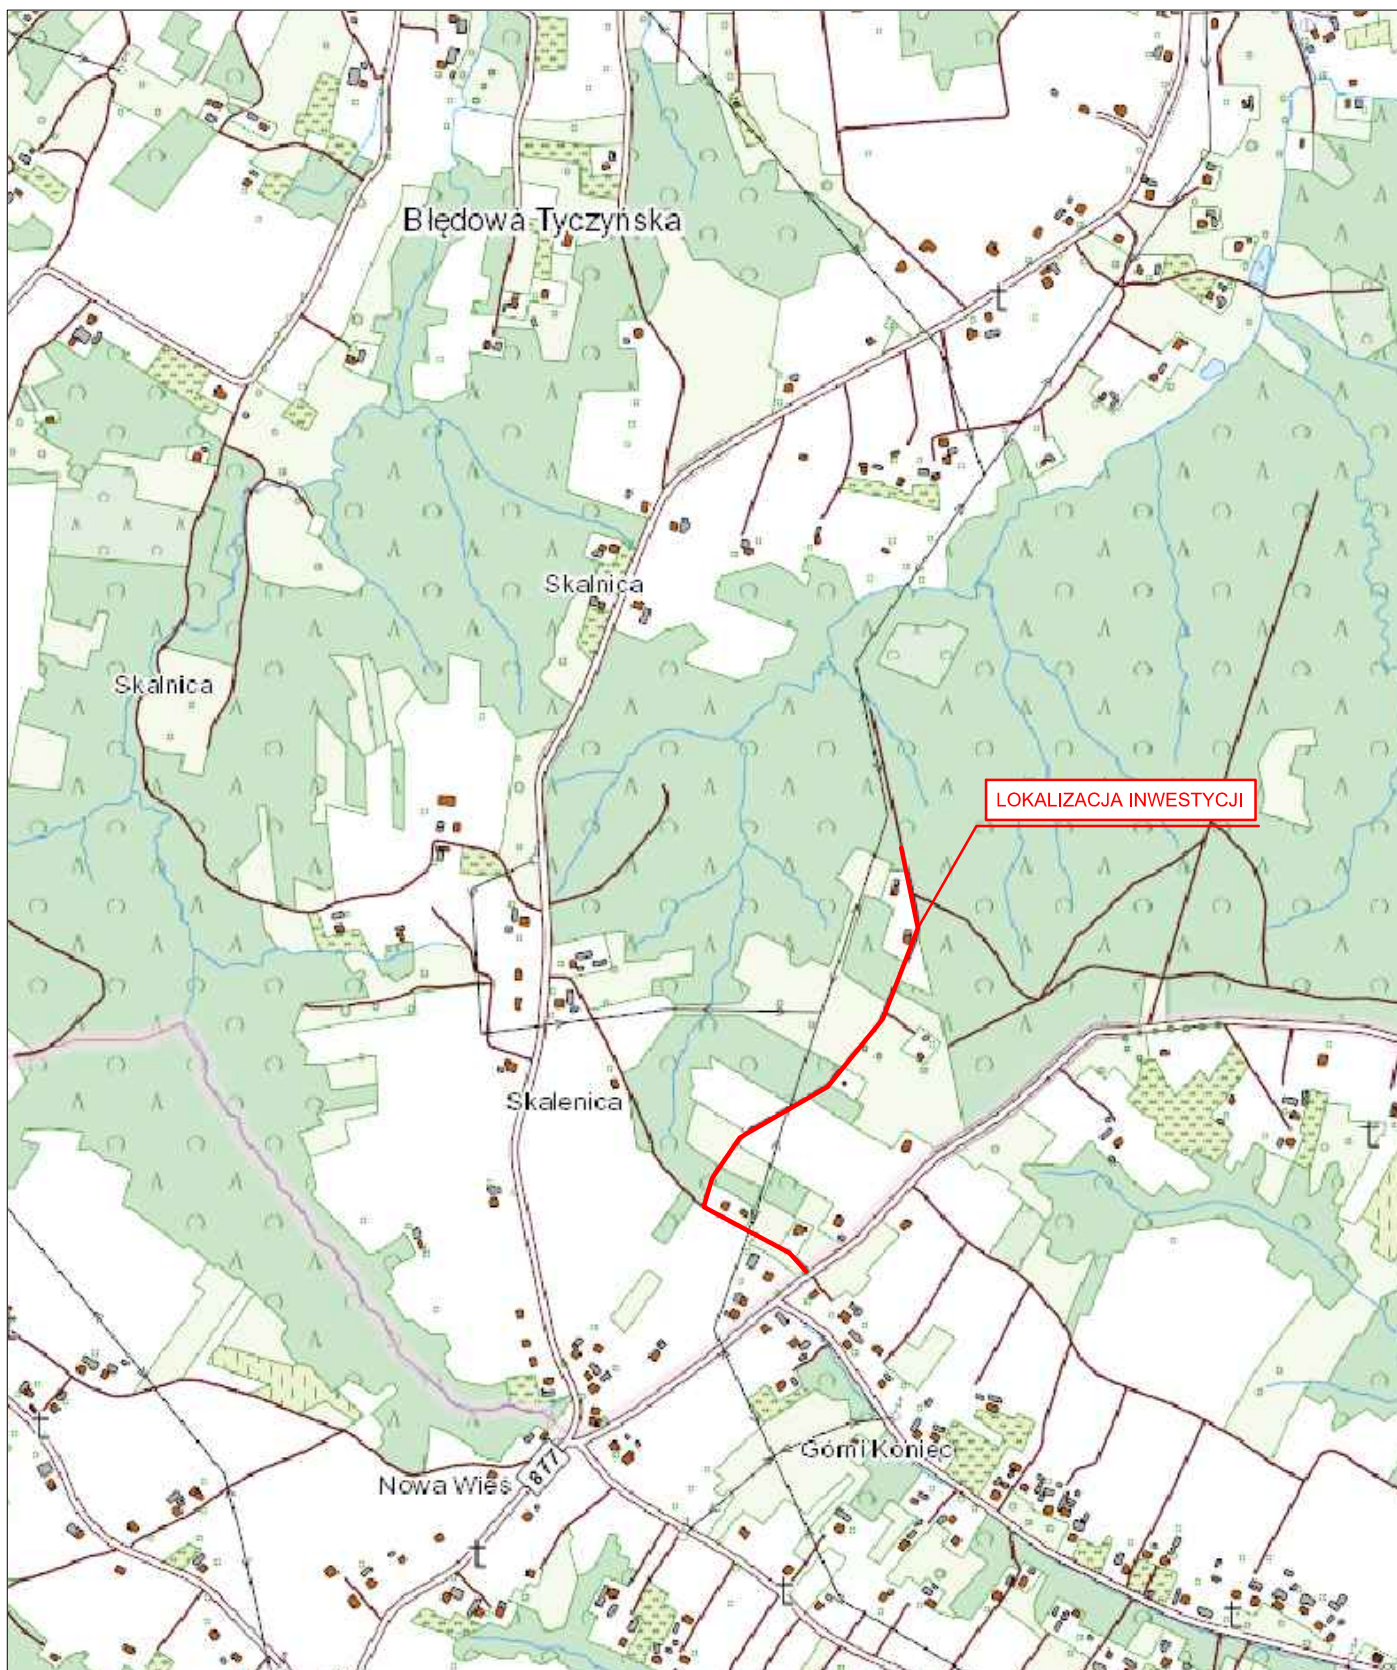 Błędowa Tyczyńska
Skalnica
Skalnica
LOKALIZACJA INWESTYCJI
Skalenica
Górni Koniec
Nowa Wieś
877